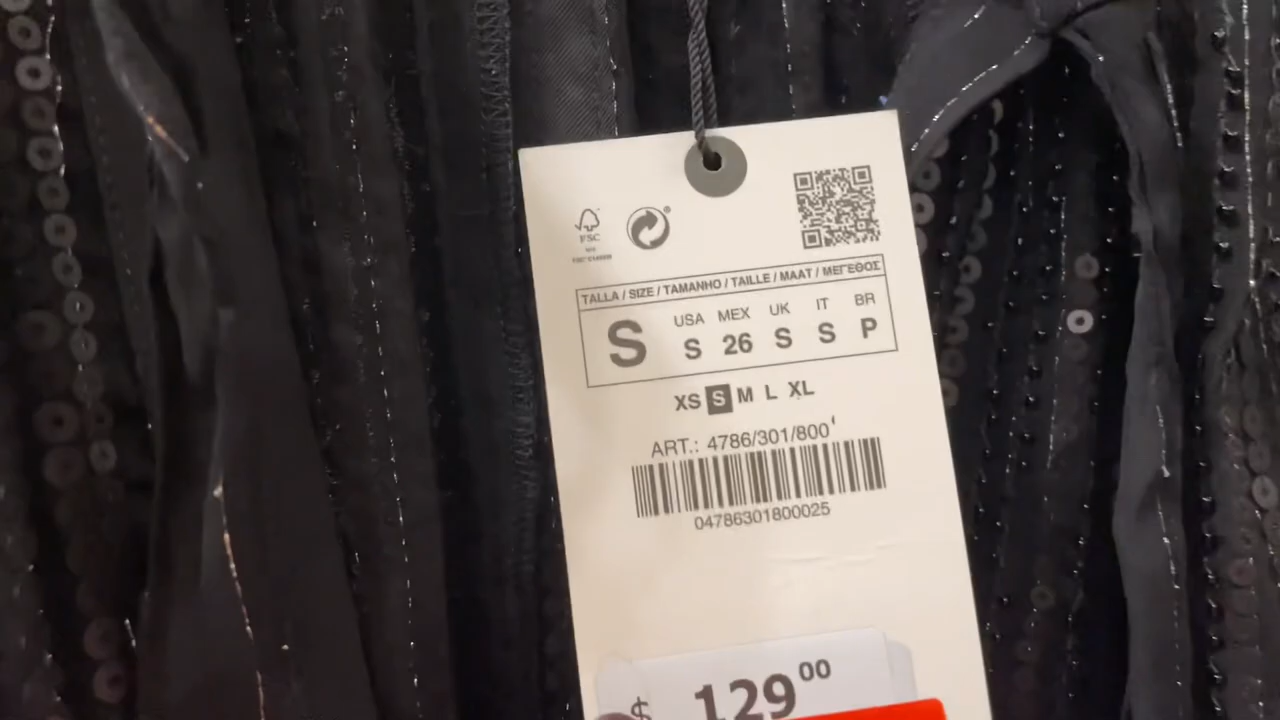 FSC
TALLA / SIZE / TAMANHO / TAILLE / MAAT / ΜΕΓΕΘΟΣ
S
USA MEX UK IT BR
S 26 S S P
XS S M L XL
ART.: 4786/301/800
04786301800025
$ 129 00